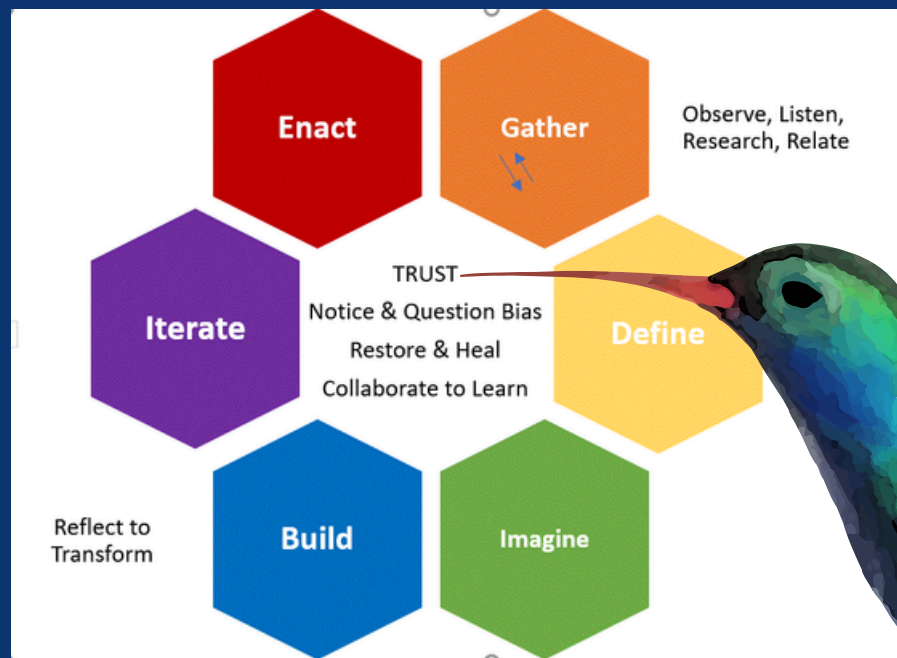 Enact
Gather
Observe, Listen,
Research, Relate
TRUST
Notice & Question Bias
Restore & Heal
Collaborate to Learn
Iterate
Define
Reflect to
Transform
Build
Imagine